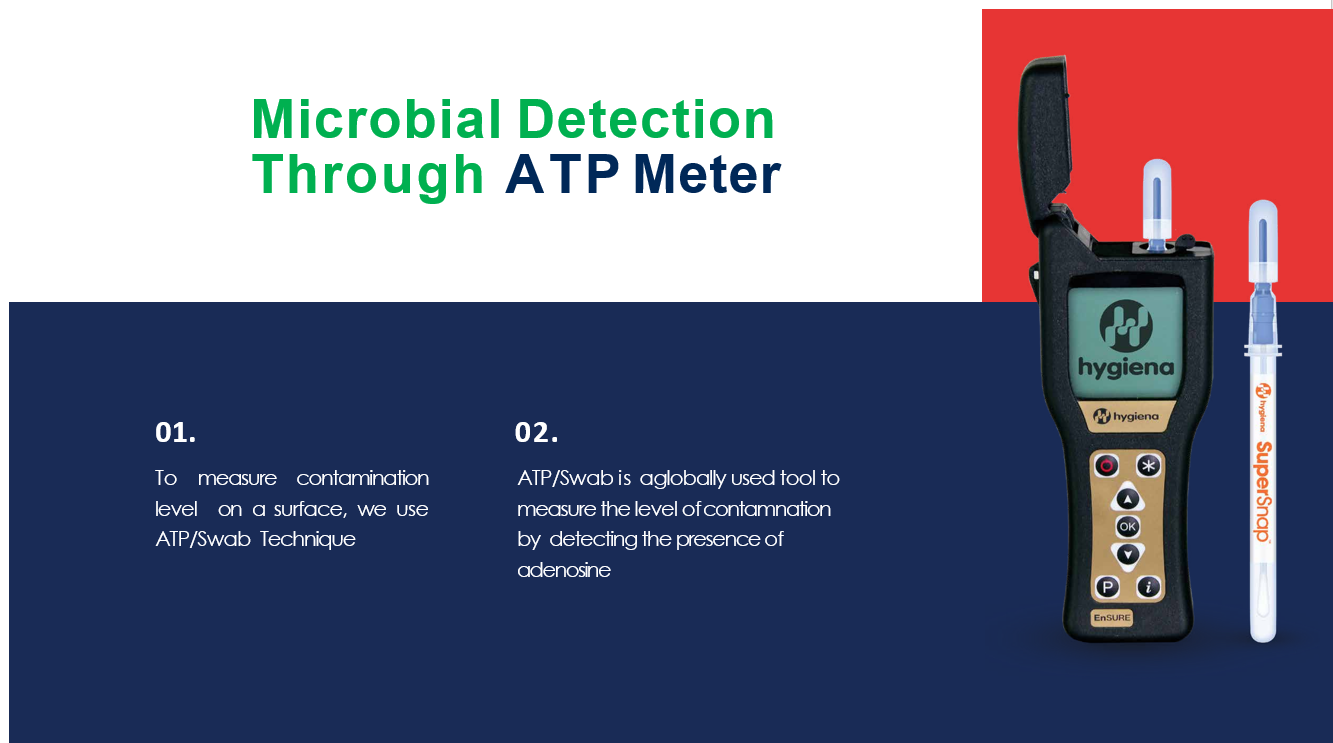 Microbial Detection
Through ATP Meter
01.
To measure contamination
level on a surface, we use
ATP/Swab Technique
02.
ATP/Swab is aglobally used tool to
measure the level of contamnation
by detecting the presence of
adenosine
hygiena
hygiena
OK
P
i
EnSURE
hygiena
SuperSnap